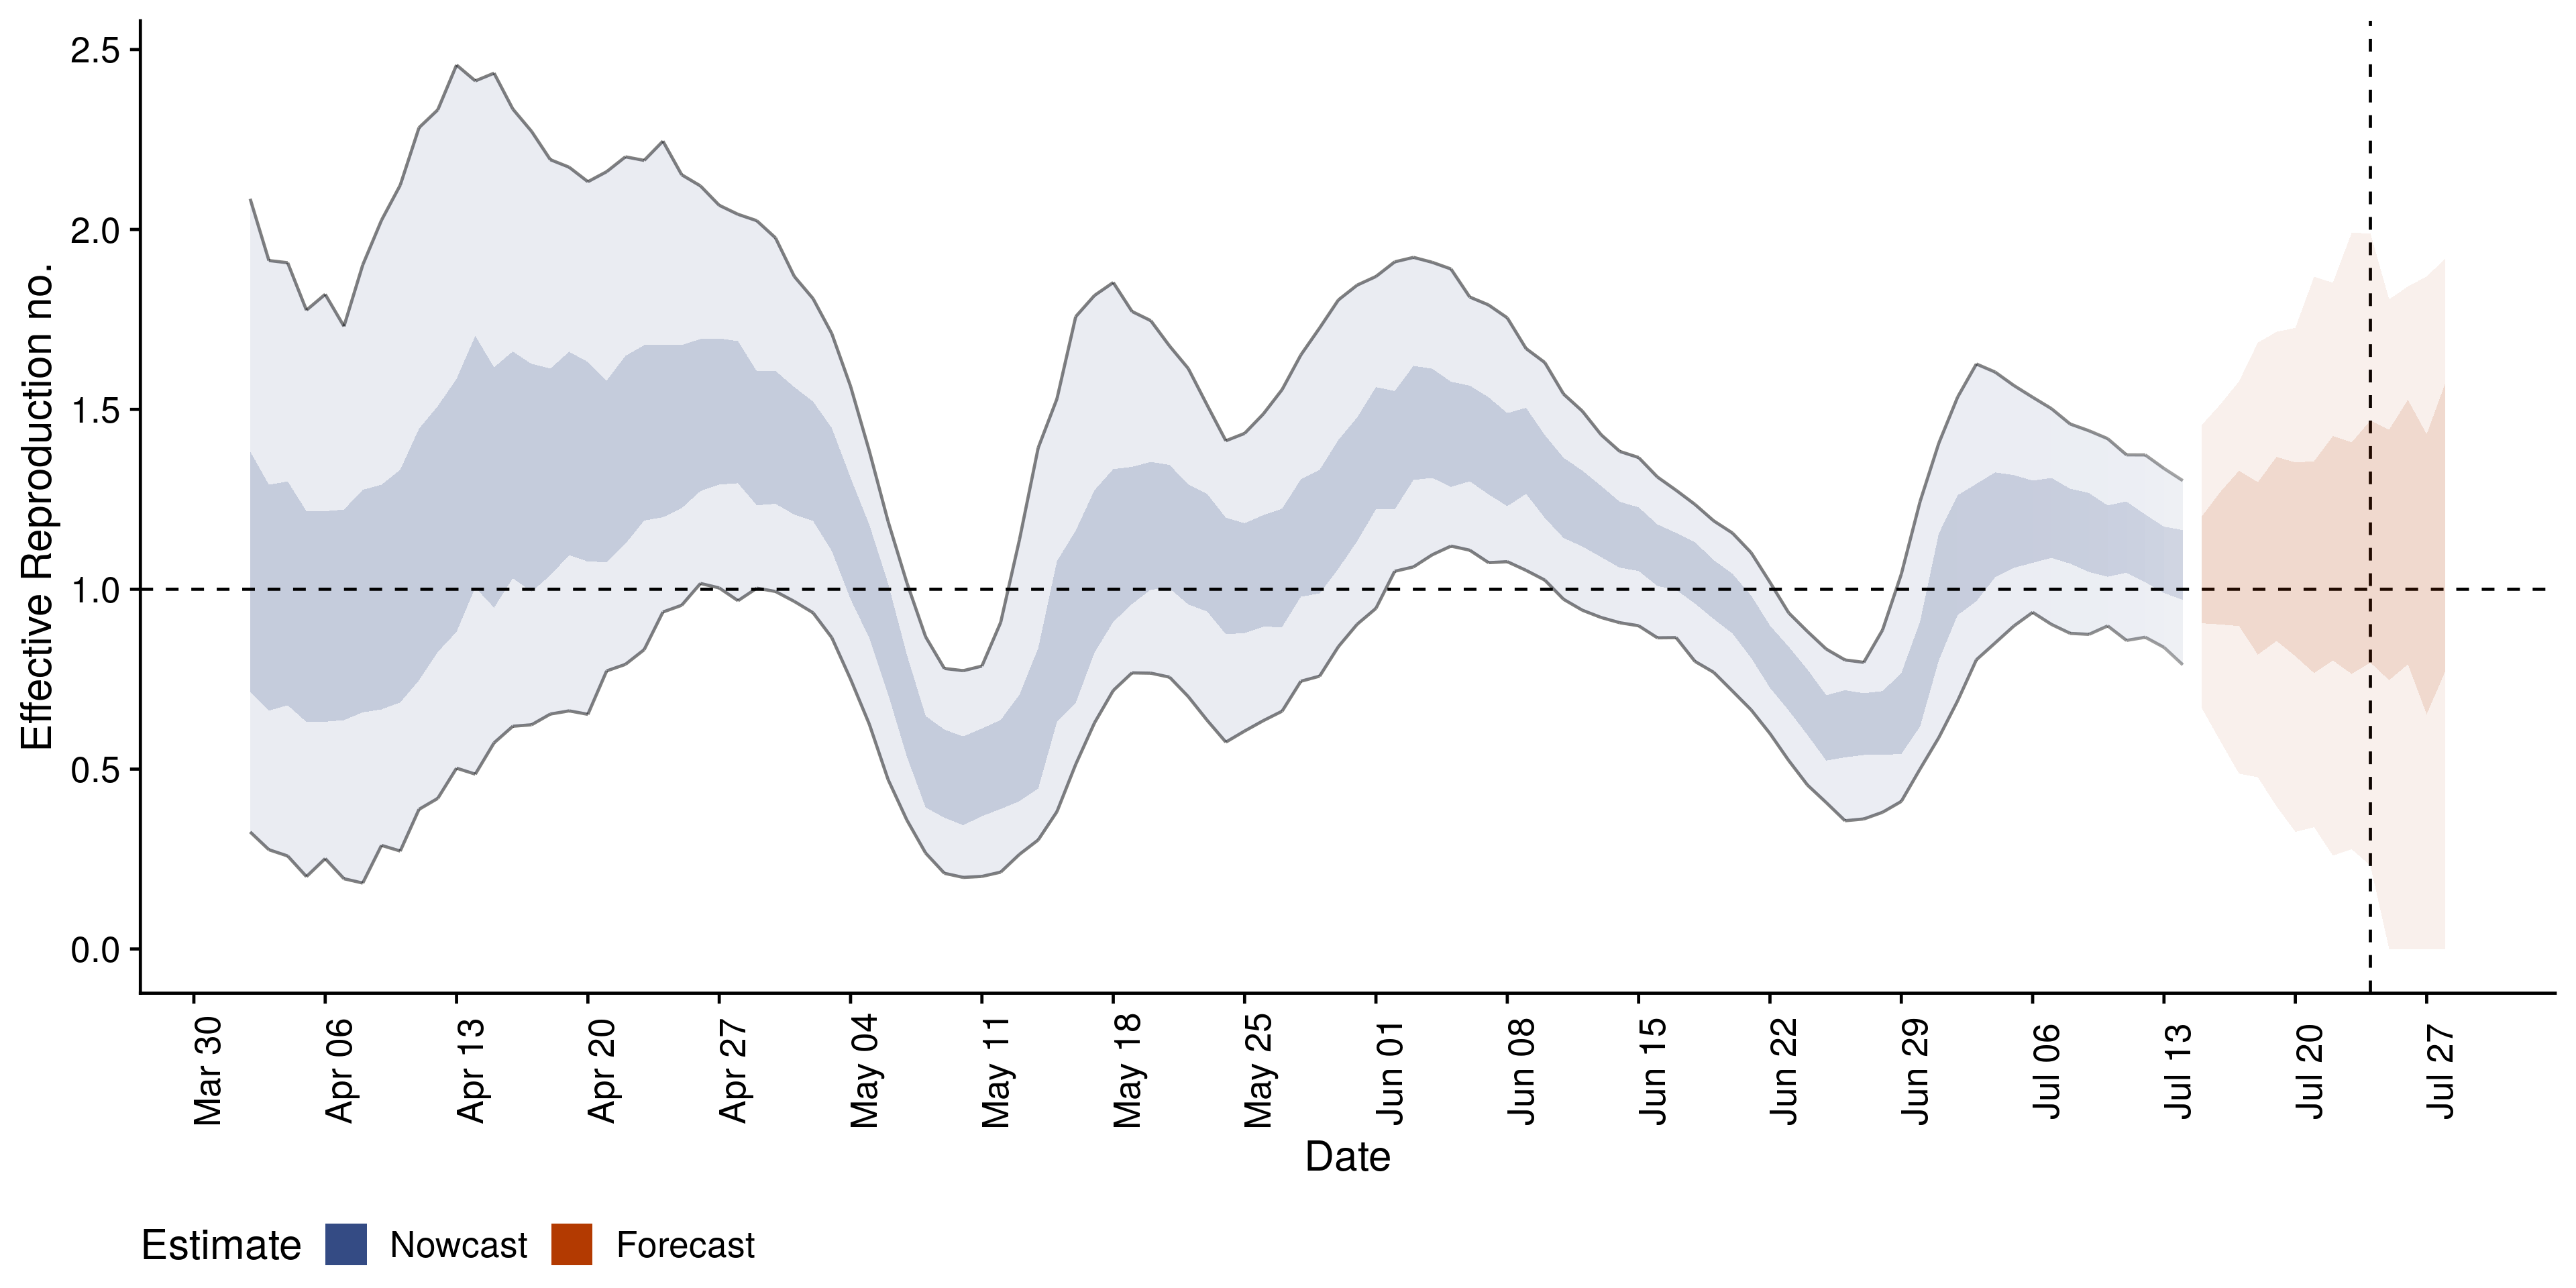 Effective Reproduction no.
2.5
2.0
1.5
1.0
0.5
0.0
Mar 30
Apr 06
Apr 13
Apr 20
Apr 27
May 04
May 11
May 18
May 25
Jun 01
Jun 08
Jun 15
Jun 22
Jun 29
Jul 06
Jul 13
Jul 20
Jul 27
Date
Estimate Nowcast Forecast